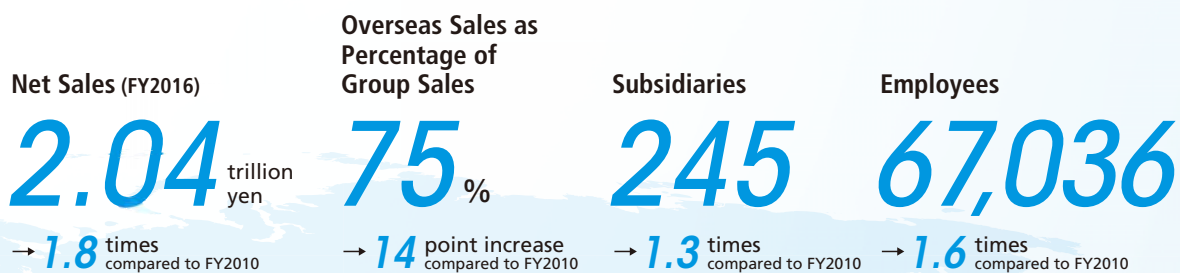 Net Sales (FY2016)
2.04 trillion
yen
→ 1.8 times
compared to FY2010
Overseas Sales as
Percentage of
Group Sales
75 %
→ 14 point increase
compared to FY2010
Subsidiaries
245
→ 1.3 times
compared to FY2010
Employees
67,036
→ 1.6 times
compared to FY2010